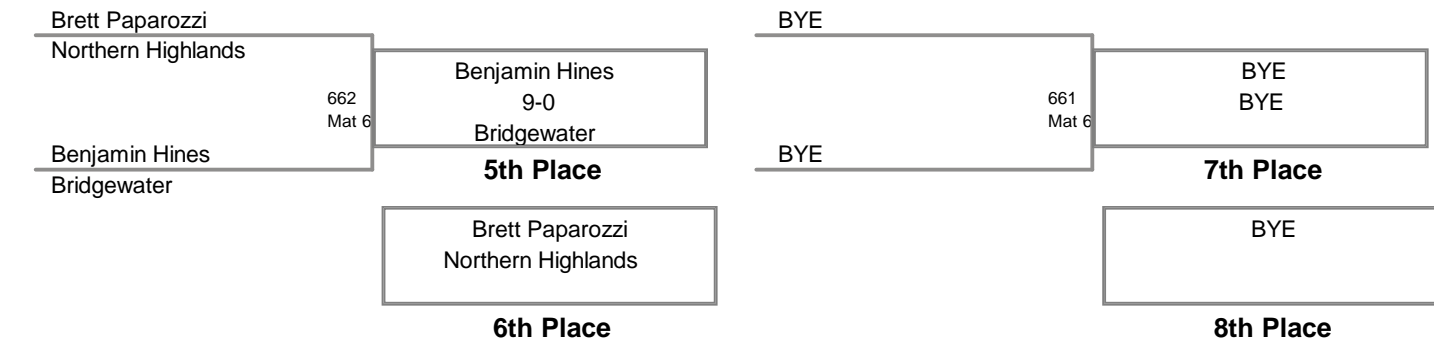 Brett Paparozzi
Northern Highlands
662
Mat 6
Benjamin Hines
Bridgewater
Benjamin Hines
9-0
Bridgewater
5th Place
Brett Paparozzi
Northern Highlands
6th Place
BYE
661
Mat 6
BYE
BYE
BYE
7th Place
BYE
8th Place